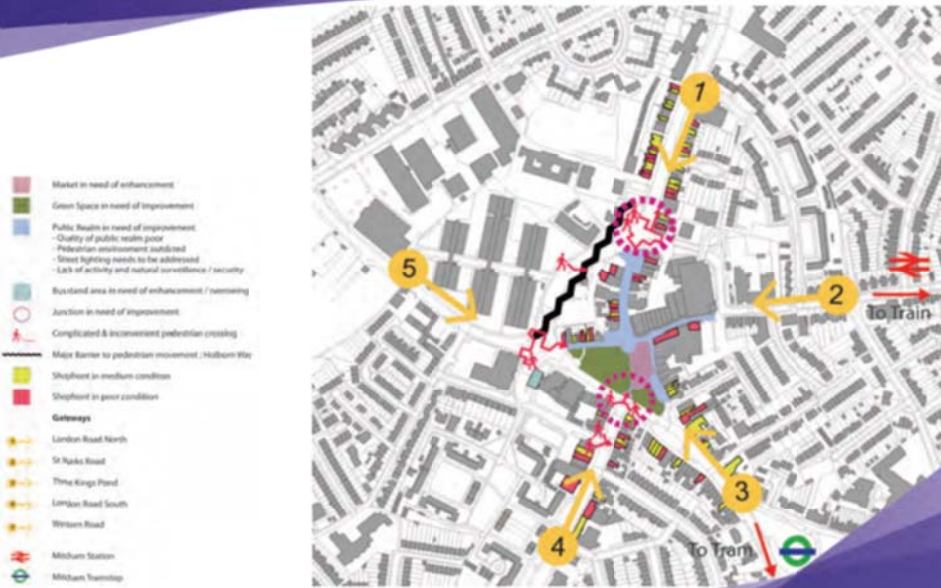 Market in need of enhancement
Green Space in need of improvement
Public Realm in need of improvement
- Quality of public realm poor
- Pedestrian environment outdated
- Street lighting needs to be addressed
- Lack of activity and natural surveillance / security
Busstand area in need of enhancement / narrowing
Junction in need of improvement
Complicated & inconvenient pedestrian crossing
Major Barrier to pedestrian movement : Holborn Way
Shopfront in medium condition
Shopfront in poor condition
Gateways
London Road North
St Marks Road
Three Kings Pond
London Road South
Western Road
Mitcham Station
Mitcham Tramstop
1
5
2
To Train
3
4
To Tram